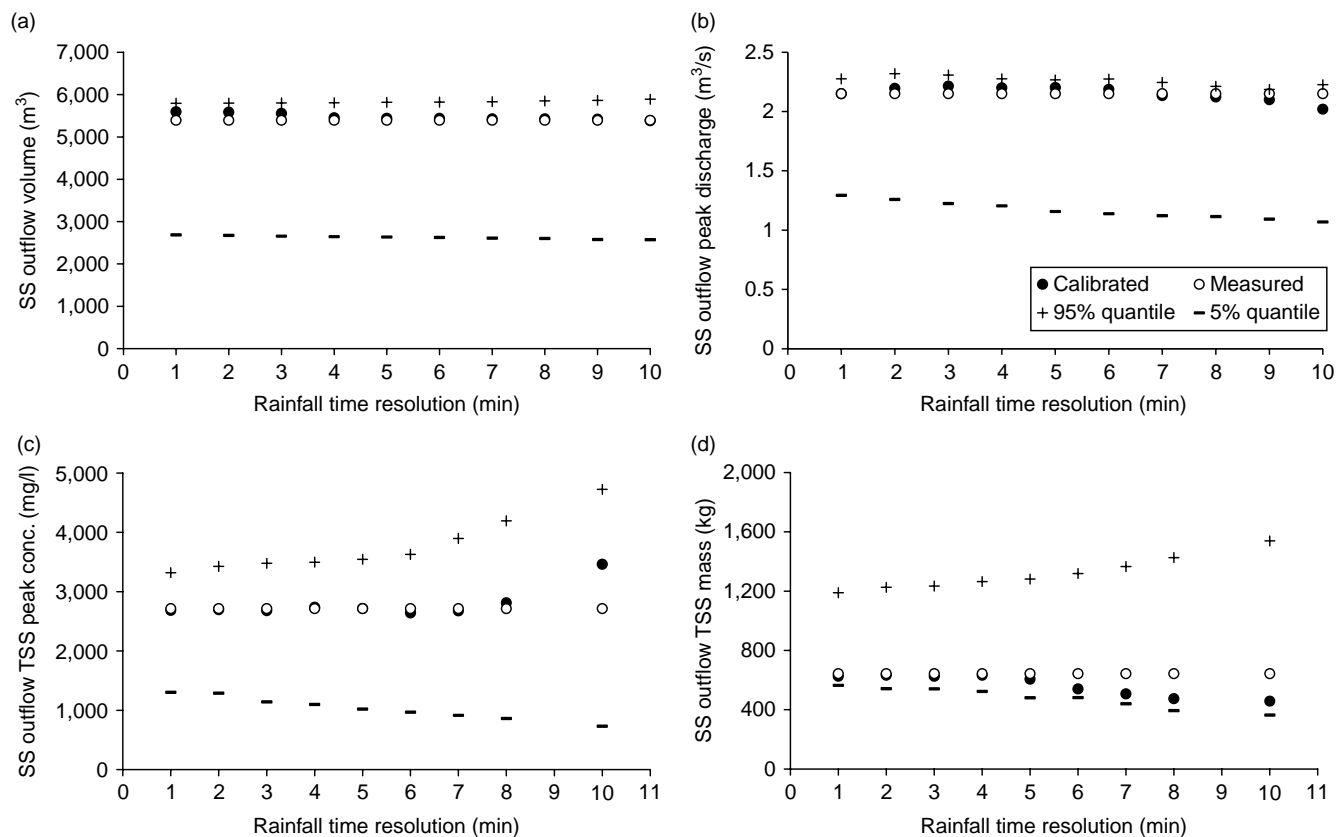 (a)
7,000
6,000
5,000
4,000
3,000
2,000
1,000
0
SS outflow volume (m³)
0 1 2 3 4 5 6 7 8 9 10
Rainfall time resolution (min)
(b)
2.5
2
1.5
1
0.5
0
SS outflow peak discharge (m³/s)
Calibrated Measured
95% quantile 5% quantile
0 1 2 3 4 5 6 7 8 9 10
Rainfall time resolution (min)
(c)
5,000
4,000
3,000
2,000
1,000
0
SS outflow TSS peak conc. (mg/l)
0 1 2 3 4 5 6 7 8 9 10 11
Rainfall time resolution (min)
(d)
2,000
1,600
1,200
800
400
0
SS outflow TSS mass (kg)
0 1 2 3 4 5 6 7 8 9 10 11
Rainfall time resolution (min)